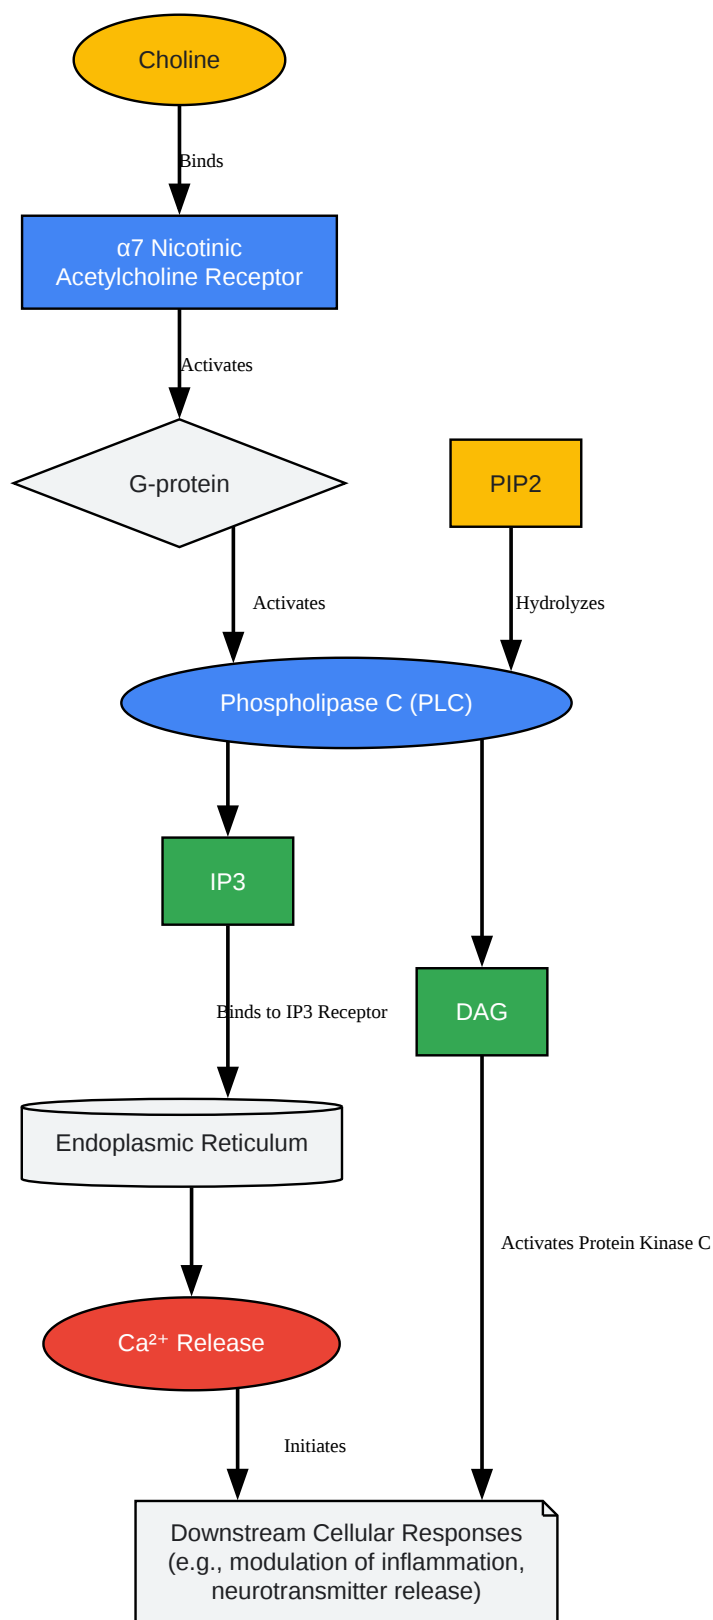 Choline
Binds
α7 Nicotinic
Acetylcholine Receptor
Activates
G-protein
PIP2
Activates
Hydrolyzes
Phospholipase C (PLC)
IP3
Binds to IP3 Receptor
DAG
Endoplasmic Reticulum
Activates Protein Kinase C
Ca²⁺ Release
Initiates
Downstream Cellular Responses
(e.g., modulation of inflammation,
neurotransmitter release)